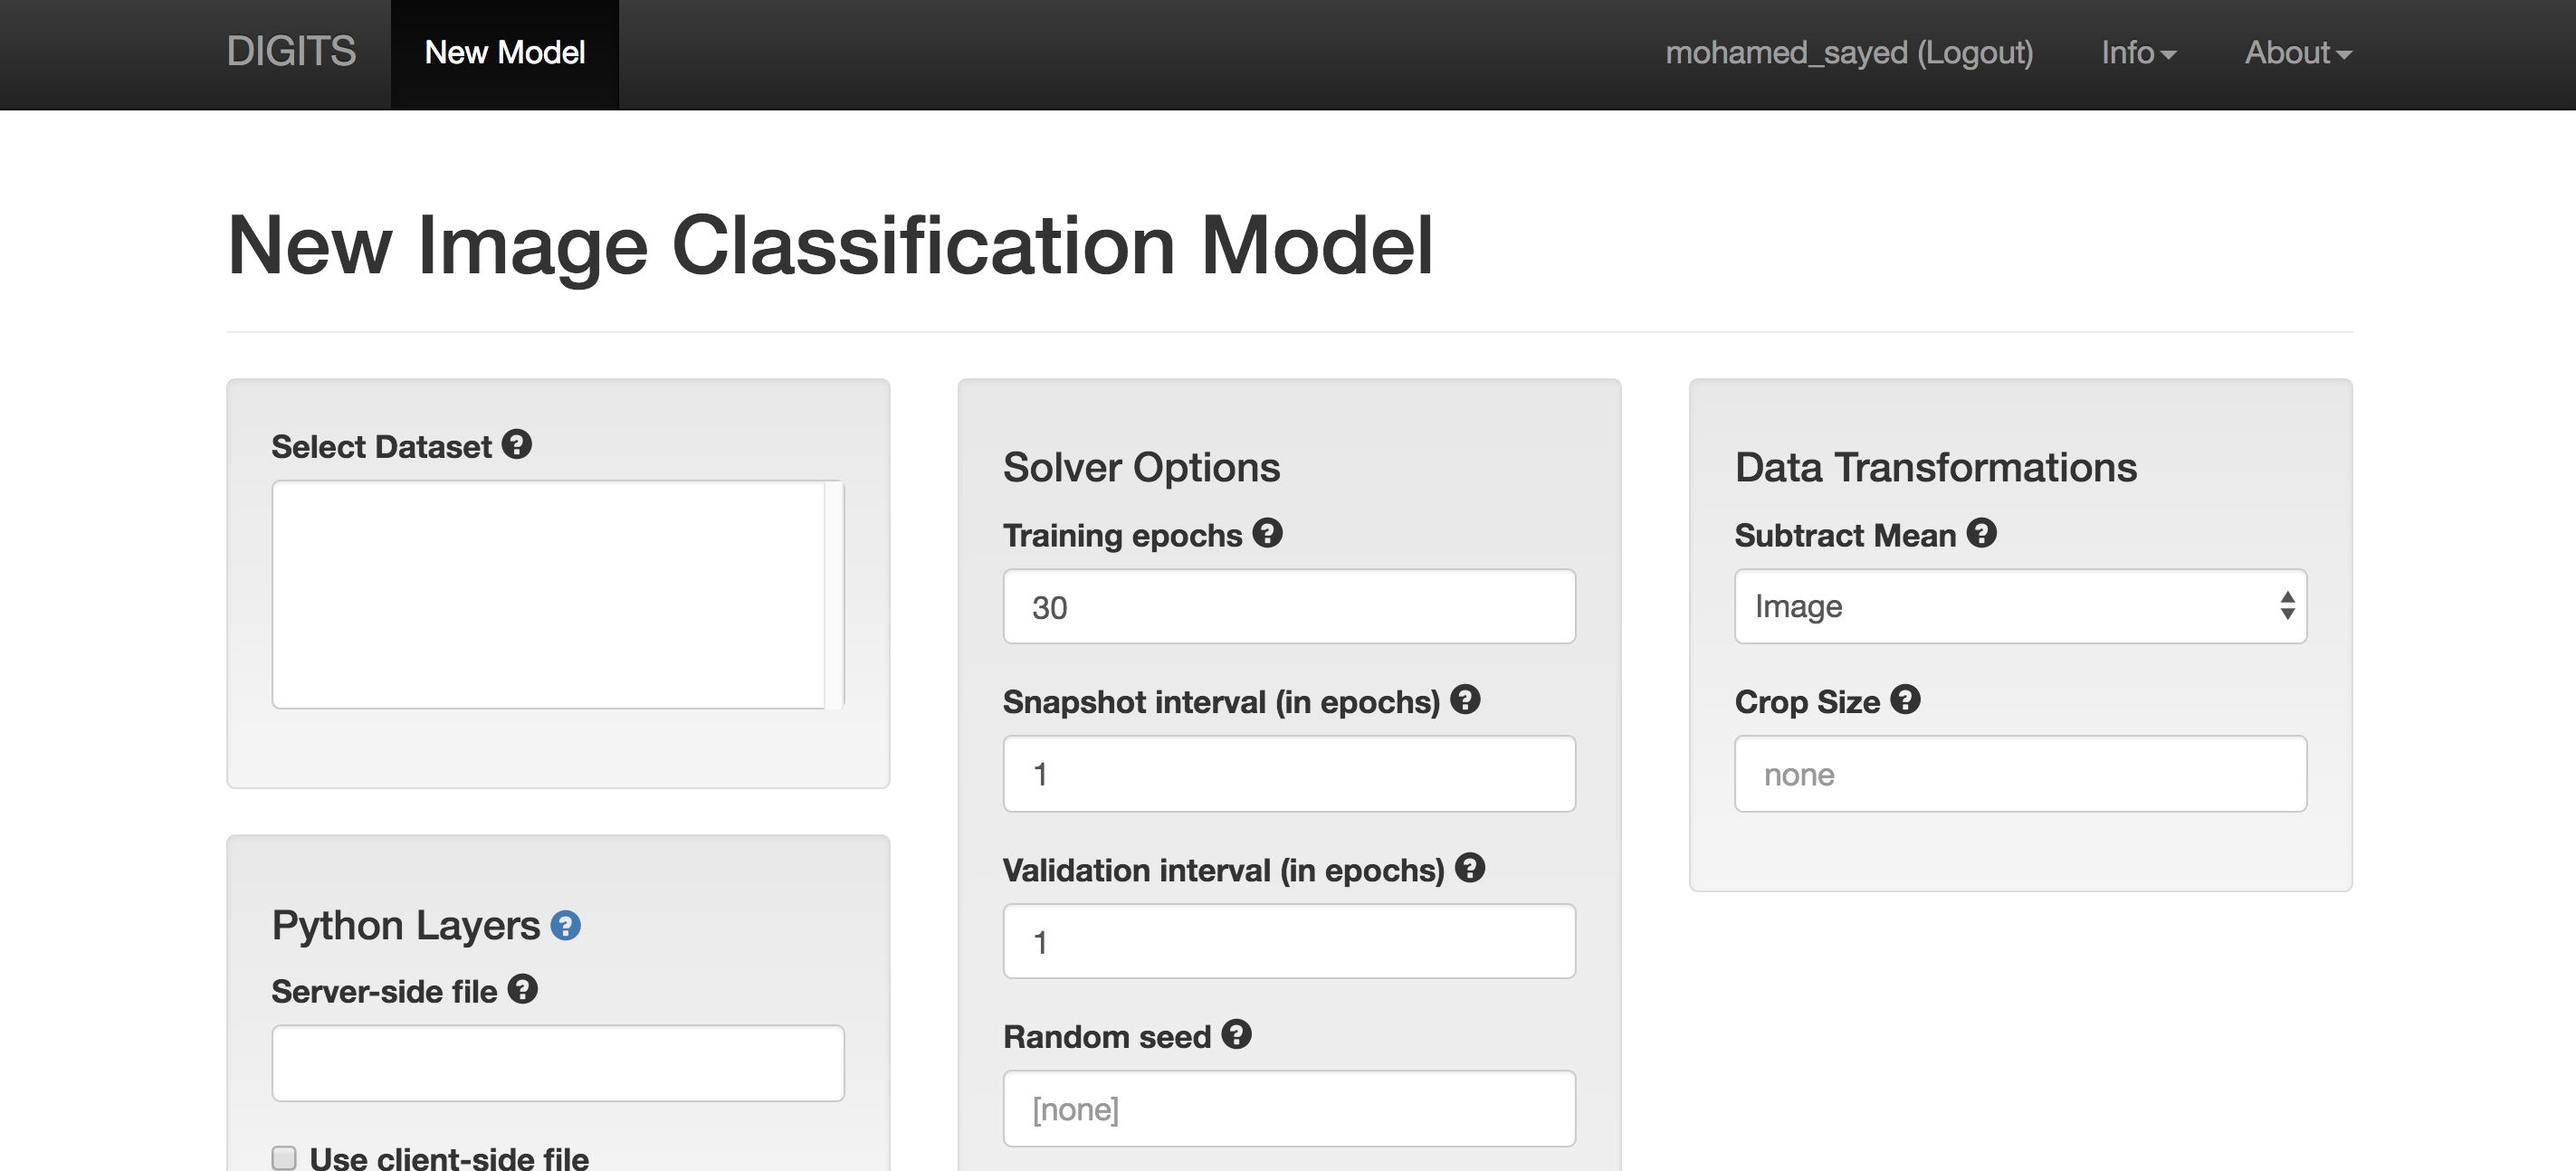 DIGITS New Model mohamed_sayed (Logout) Info About
New Image Classification Model
Select Dataset
Python Layers
Server-side file
Use client-side file
Solver Options
Training epochs
30
Snapshot interval (in epochs)
1
Validation interval (in epochs)
1
Random seed
[none]
Data Transformations
Subtract Mean
Image
Crop Size
none